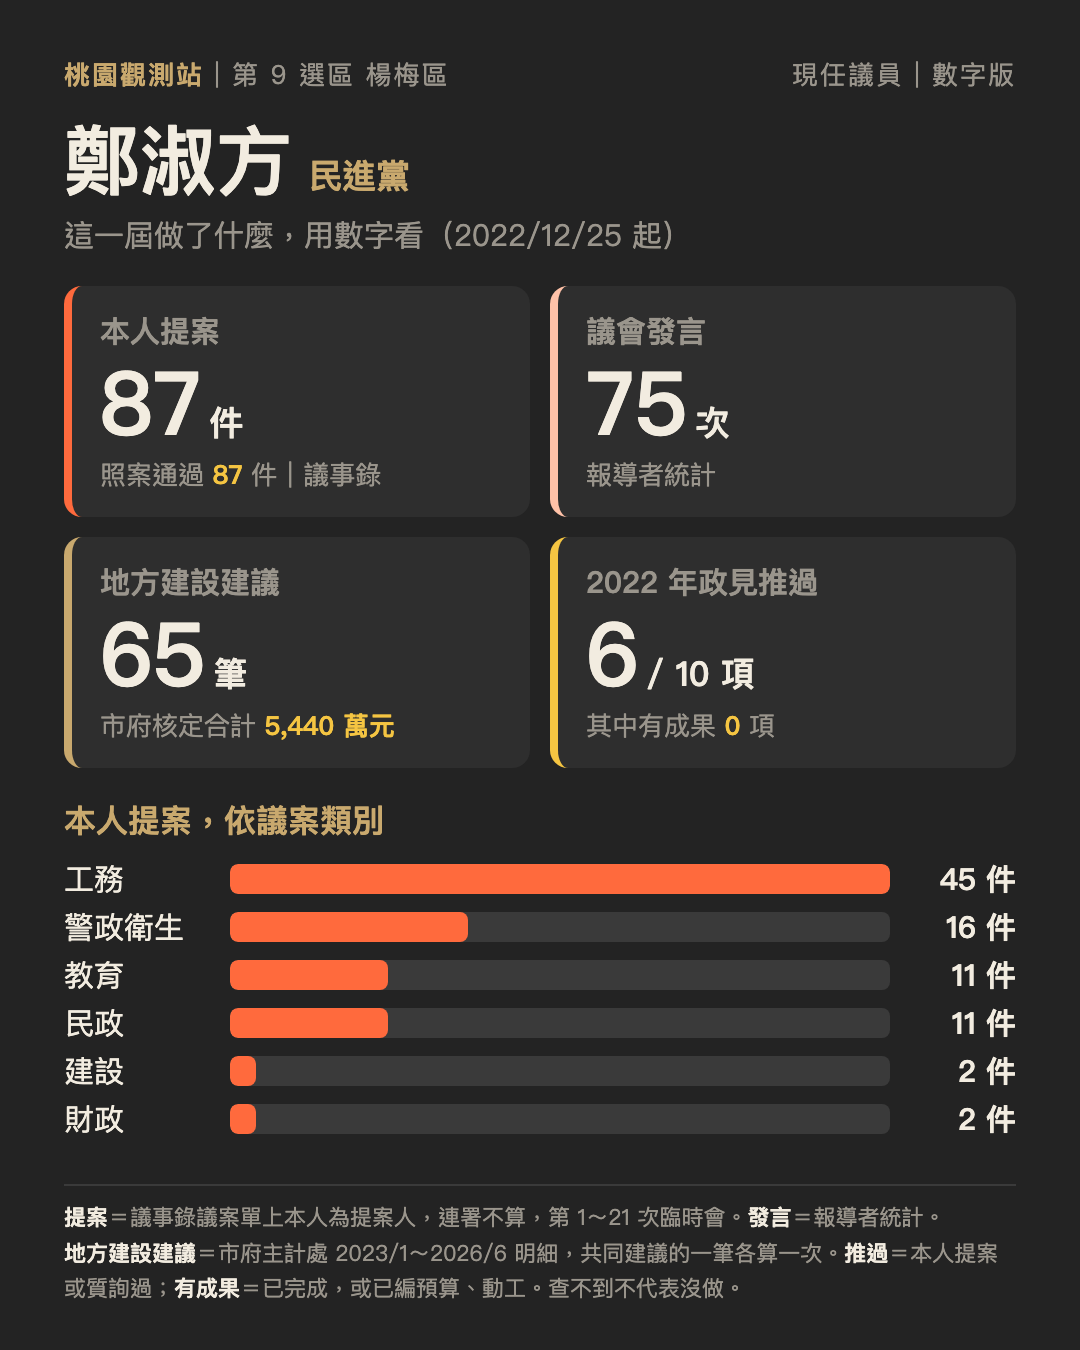 桃園觀測站｜第 9 選區 楊梅區
現任議員｜數字版
鄭淑方 民進黨
這一屆做了什麼，用數字看（2022/12/25 起）
本人提案
87 件
照案通過 87 件｜議事錄
議會發言
75 次
報導者統計
地方建設建議
65 筆
市府核定合計 5,440 萬元
2022 年政見推過
6 / 10 項
其中有成果 0 項
本人提案，依議案類別
工務 45 件
警政衛生 16 件
教育 11 件
民政 11 件
建設 2 件
財政 2 件
提案＝議事錄議案單上本人為提案人，連署不算，第 1～21 次臨時會。發言＝報導者統計。
地方建設建議＝市府主計處 2023/1～2026/6 明細，共同建議的一筆各算一次。推過＝本人提案
或質詢過；有成果＝已完成，或已編預算、動工。查不到不代表沒做。